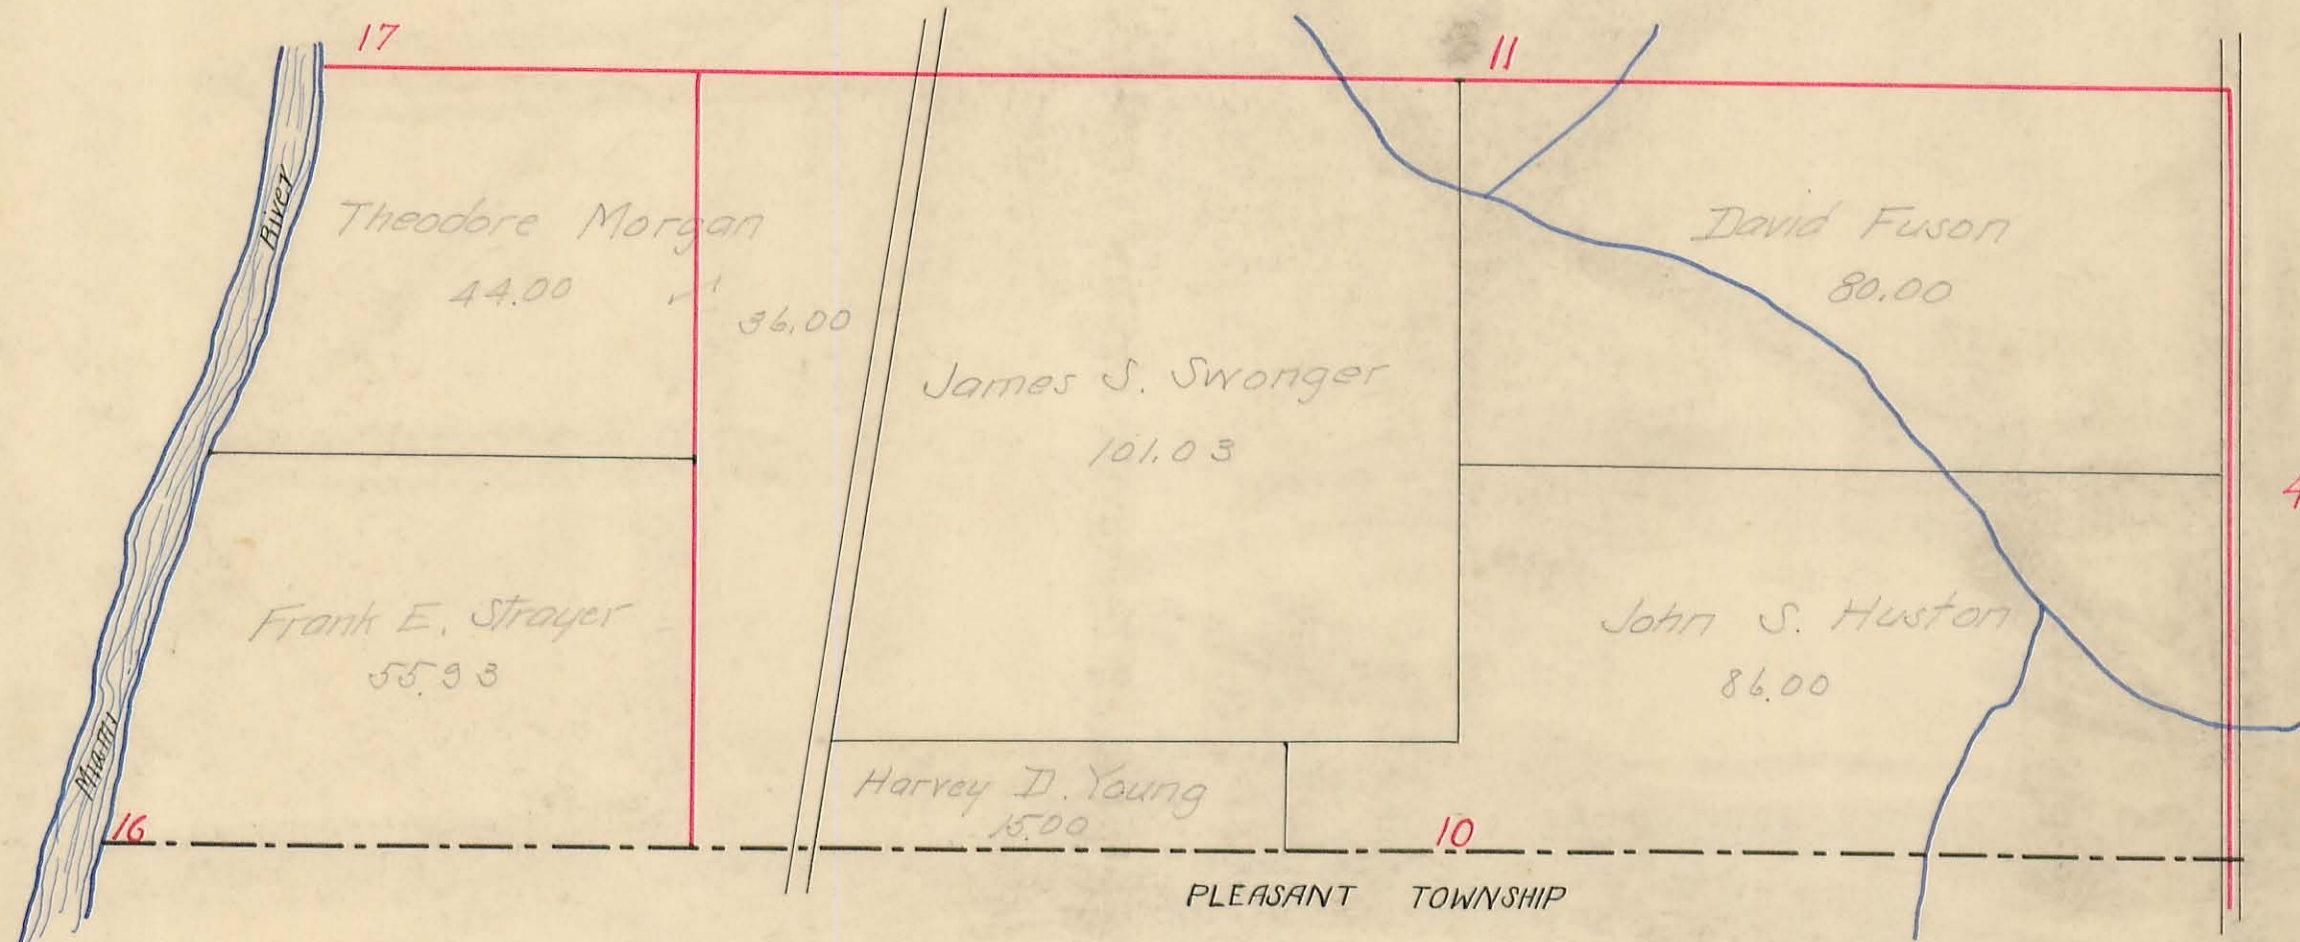 17
11
River
Theodore Morgan
44.00
36.00
David Fuson
80.00
James S. Swonger
101.03
4
Frank E. Strayer
55.93
John S. Huston
86.00
Miami
Harvey D. Young
15.00
16
10
PLEASANT TOWNSHIP